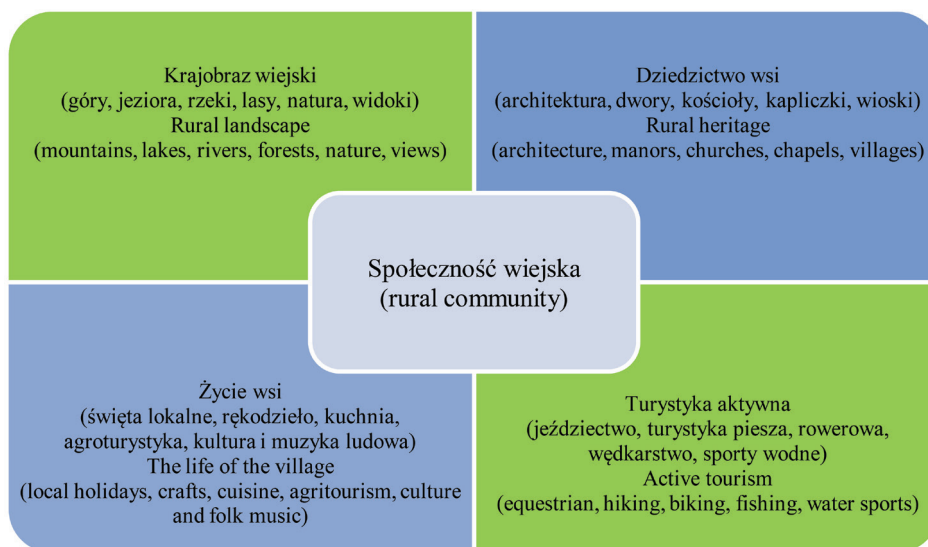 Krajobraz wiejski
(góry, jeziora, rzeki, lasy, natura, widoki)
Rural landscape
(mountains, lakes, rivers, forests, nature, views)
Dziedzictwo wsi
(architektura, dwory, kościoły, kapliczki, wioski)
Rural heritage
(architecture, manors, churches, chapels, villages)
Społeczność wiejska
(rural community)
Życie wsi
(święta lokalne, rękodzieło, kuchnia,
agroturystyka, kultura i muzyka ludowa)
The life of the village
(local holidays, crafts, cuisine, agritourism, culture
and folk music)
Turystyka aktywna
(jeździectwo, turystyka piesza, rowerowa,
wędkarstwo, sporty wodne)
Active tourism
(equestrian, hiking, biking, fishing, water sports)